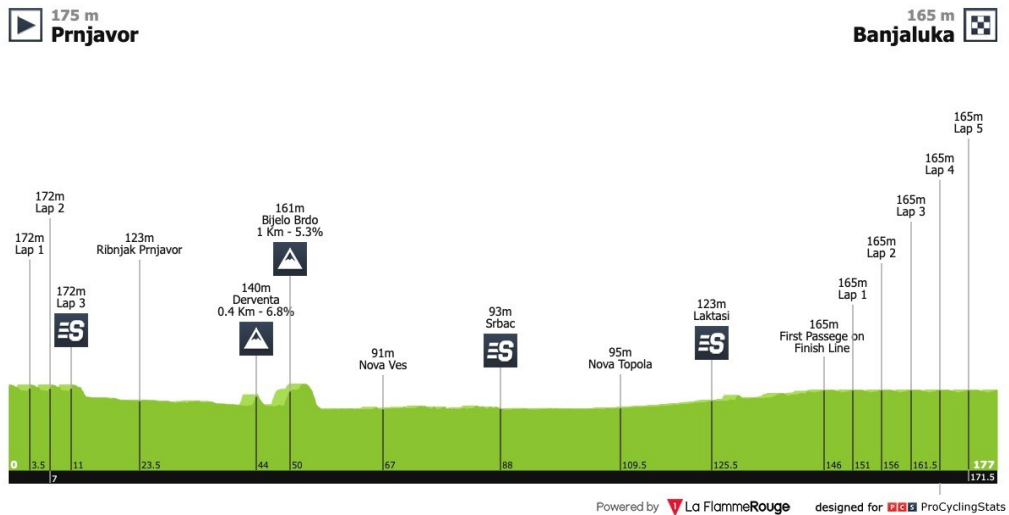 175 m
Prnjavor
165 m
Banjaluka
172m
Lap 1
172m
Lap 2
172m
Lap 3
S
123m
Ribnjak Prnjavor
140m
Derventa
0.4 Km - 6.8%
161m
Bijelo Brdo
1 Km - 5.3%
91m
Nova Ves
93m
Srbac
S
95m
Nova Topola
123m
Laktasi
S
165m
First Passege on
Finish Line
165m
Lap 1
165m
Lap 2
165m
Lap 3
165m
Lap 4
165m
Lap 5
0 3.5 11 23.5 44 50 67 88 109.5 125.5 146 151 156 161.5 177
7 171.5
Powered by La FlammeRouge designed for PCS ProCyclingStats